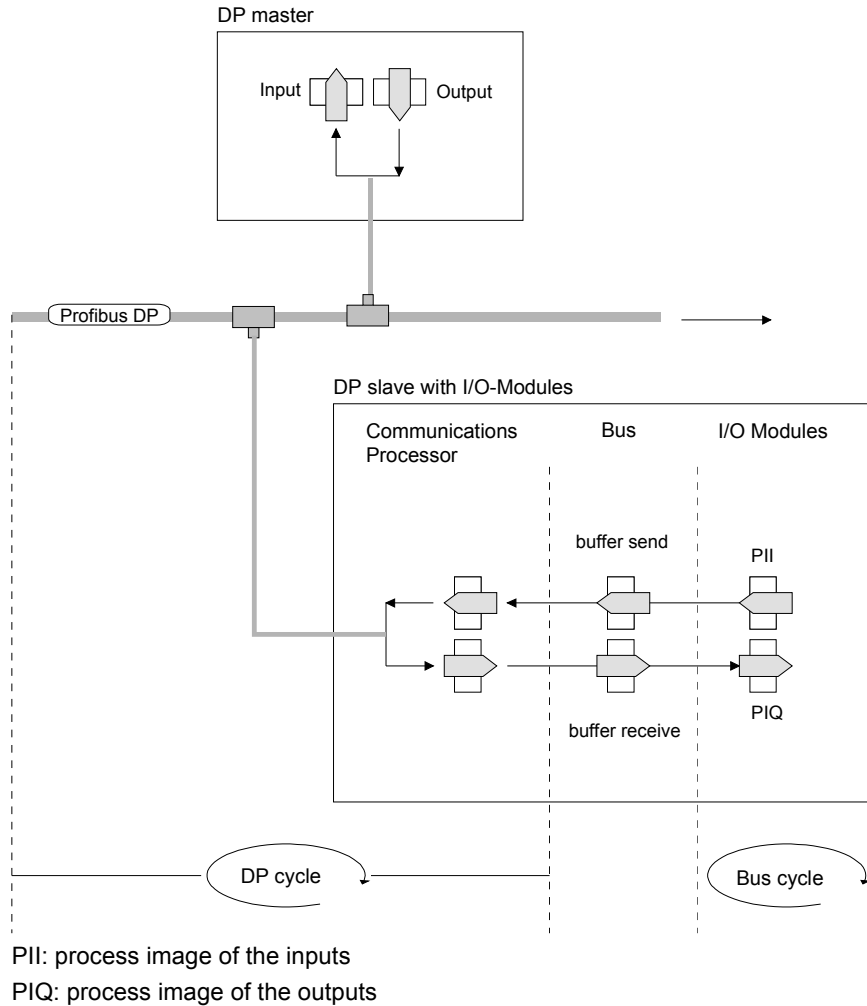 DP master
Input
Output
Profibus DP
DP slave with I/O-Modules
Communications
Processor
Bus
I/O Modules
buffer send
PII
buffer receive
PIQ
DP cycle
Bus cycle
PII: process image of the inputs
PIQ: process image of the outputs